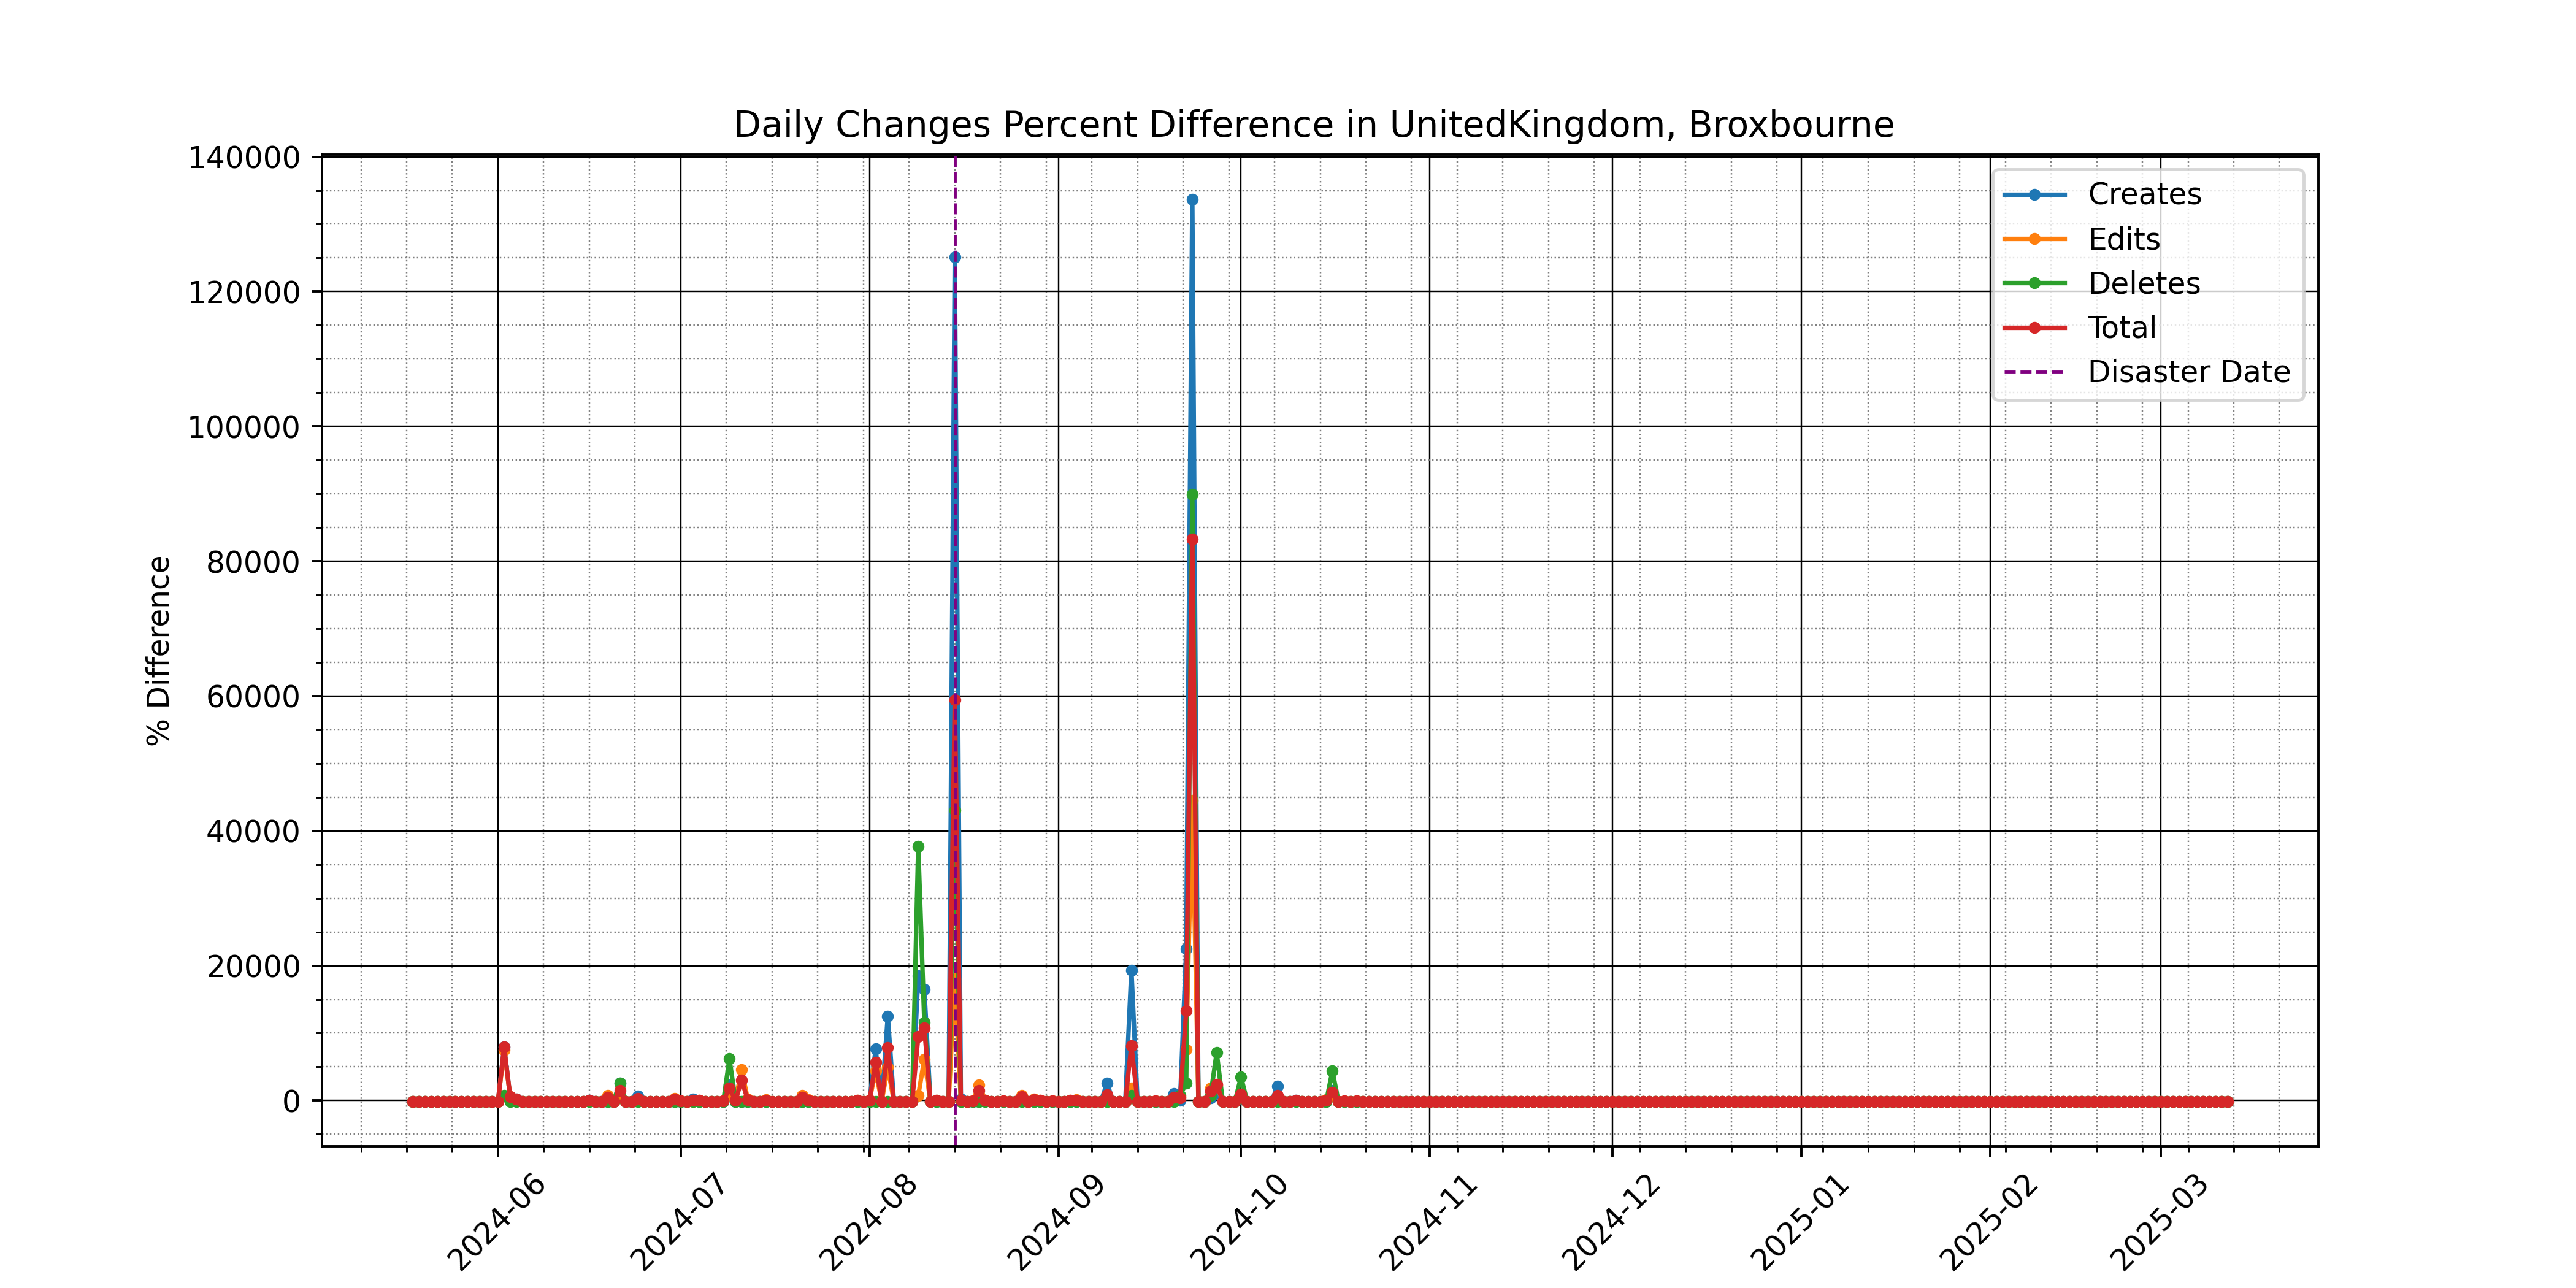 Daily Changes Percent Difference in UnitedKingdom, Broxbourne
140000
120000
100000
80000
60000
40000
20000
0
% Difference
Creates
Edits
Deletes
Total
Disaster Date
2024-06
2024-07
2024-08
2024-09
2024-10
2024-11
2024-12
2025-01
2025-02
2025-03